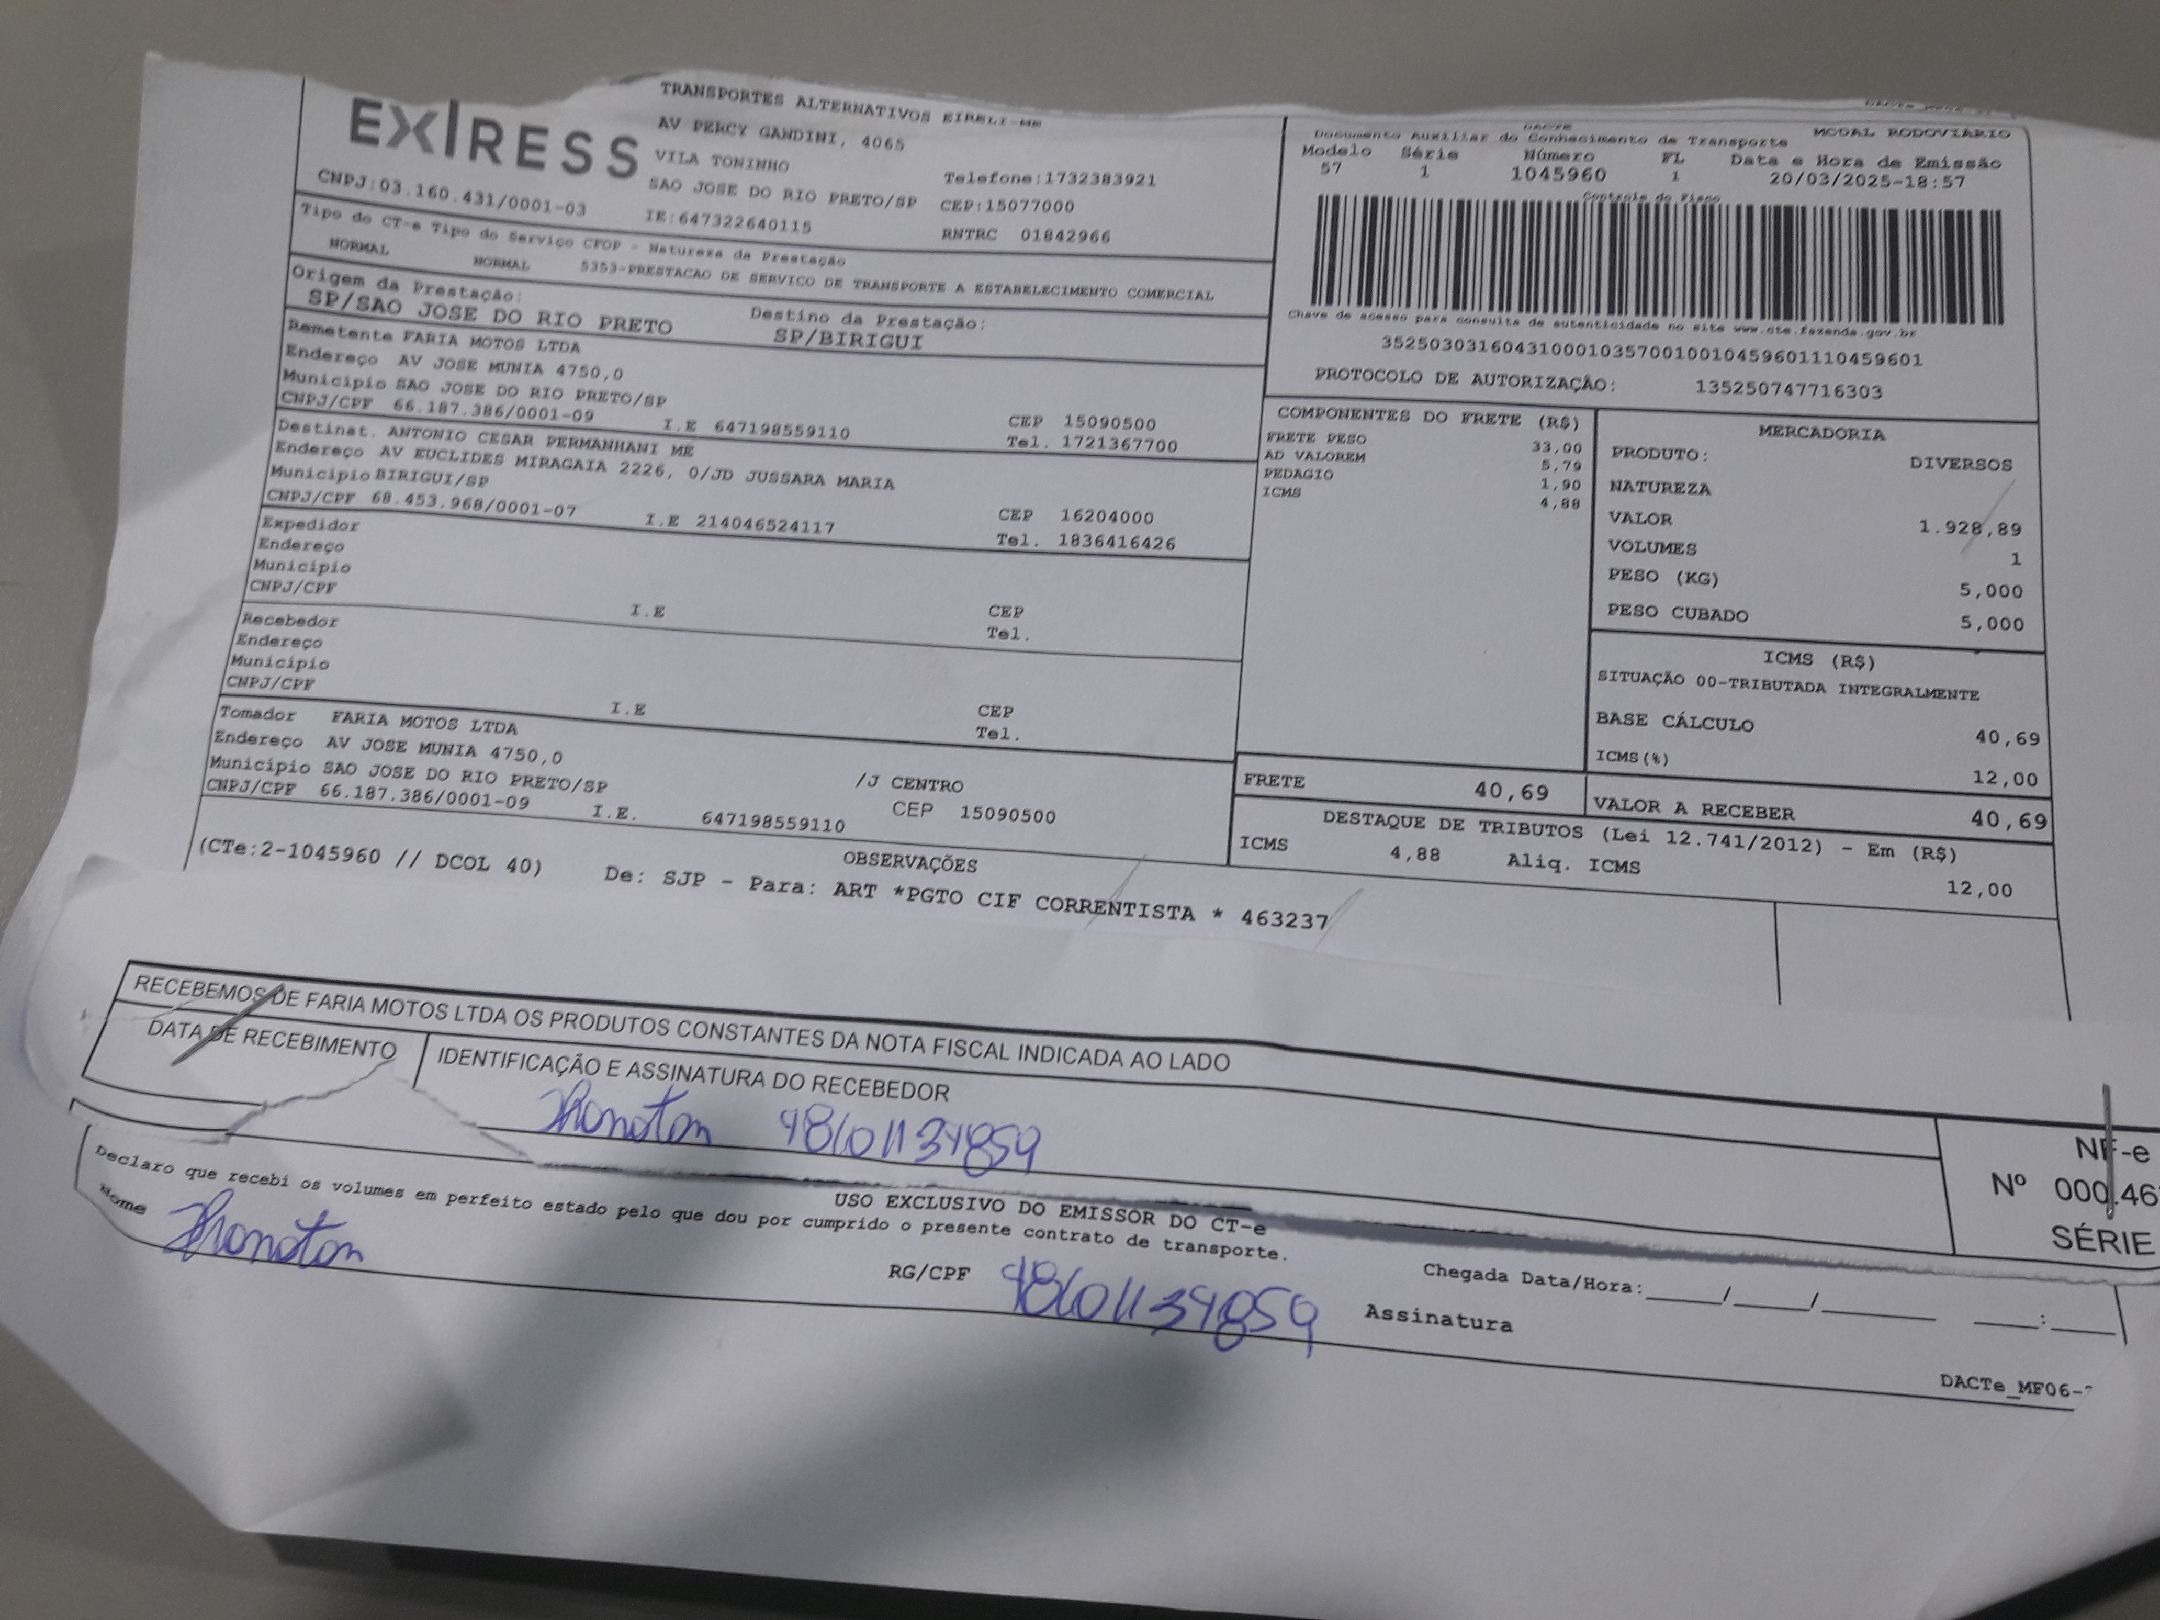 EXIRESS
TRANSPORTES ALTERNATIVOS EIRELI-ME
AV PERCY GANDINI, 4065
VILA TONINHO
Telefone:1732383921
SAO JOSE DO RIO PRETO/SP CEP:15077000
CNPJ:03.160.431/0001-03 IE:647322640115 RNTRC 01842966
Tipo do CT-e Tipo do Serviço CFOP - Natureza da Prestação
NORMAL NORMAL 5353-PRESTACAO DE SERVICO DE TRANSPORTE A ESTABELECIMENTO COMERCIAL
Origem da Prestação: Destino da Prestação:
SP/SAO JOSE DO RIO PRETO SP/BIRIGUI
Remetente FARIA MOTOS LTDA
Endereço AV JOSE MUNIA 4750,0
Município SAO JOSE DO RIO PRETO/SP CEP 15090500
CNPJ/CPF 66.187.386/0001-09 I.E 647198559110 Tel. 1721367700
Destinat. ANTONIO CESAR PERMANHANI ME
Endereço AV EUCLIDES MIRAGAIA 2226, 0/JD JUSSARA MARIA
Município BIRIGUI/SP CEP 16204000
CNPJ/CPF 68.453.968/0001-07 I.E 214046524117 Tel. 1836416426
Expedidor
Endereço
Município CEP
CNPJ/CPF I.E Tel.
Recebedor
Endereço
Município CEP
CNPJ/CPF I.E Tel.
Tomador FARIA MOTOS LTDA
Endereço AV JOSE MUNIA 4750,0 /J CENTRO
Município SAO JOSE DO RIO PRETO/SP CEP 15090500
CNPJ/CPF 66.187.386/0001-09 I.E. 647198559110
DACTE MODAL RODOVIÁRIO
Documento Auxiliar do Conhecimento de Transporte
Modelo Série Número FL Data e Hora de Emissão
57 1 1045960 1 20/03/2025-18:57
Controle do Fisco
Chave de acesso para consulta de autenticidade no site www.cte.fazenda.gov.br
35250303160431000103570010010459601110459601
PROTOCOLO DE AUTORIZAÇÃO: 135250747716303
COMPONENTES DO FRETE (R$)
FRETE PESO 33,00
AD VALOREM 5,79
PEDAGIO 1,90
ICMS 4,88
MERCADORIA
PRODUTO: DIVERSOS
NATUREZA
VALOR 1.928,89
VOLUMES 1
PESO (KG) 5,000
PESO CUBADO 5,000
ICMS (R$)
SITUAÇÃO 00-TRIBUTADA INTEGRALMENTE
BASE CÁLCULO 40,69
ICMS(%) 12,00
FRETE 40,69 VALOR A RECEBER 40,69
DESTAQUE DE TRIBUTOS (Lei 12.741/2012) - Em (R$)
ICMS 4,88 Aliq. ICMS 12,00
OBSERVAÇÕES
(CTe:2-1045960 // DCOL 40) De: SJP - Para: ART *PGTO CIF CORRENTISTA * 463237
RECEBEMOS DE FARIA MOTOS LTDA OS PRODUTOS CONSTANTES DA NOTA FISCAL INDICADA AO LADO
DATA DE RECEBIMENTO IDENTIFICAÇÃO E ASSINATURA DO RECEBEDOR
Jhonatan
NF-e
Nº 000.46
SÉRIE
USO EXCLUSIVO DO EMISSOR DO CT-e
Declaro que recebi os volumes em perfeito estado pelo que dou por cumprido o presente contrato de transporte.
Nome Jhonatan RG/CPF Assinatura Chegada Data/Hora:____/____/______ ___:___
DACTe_MF06-